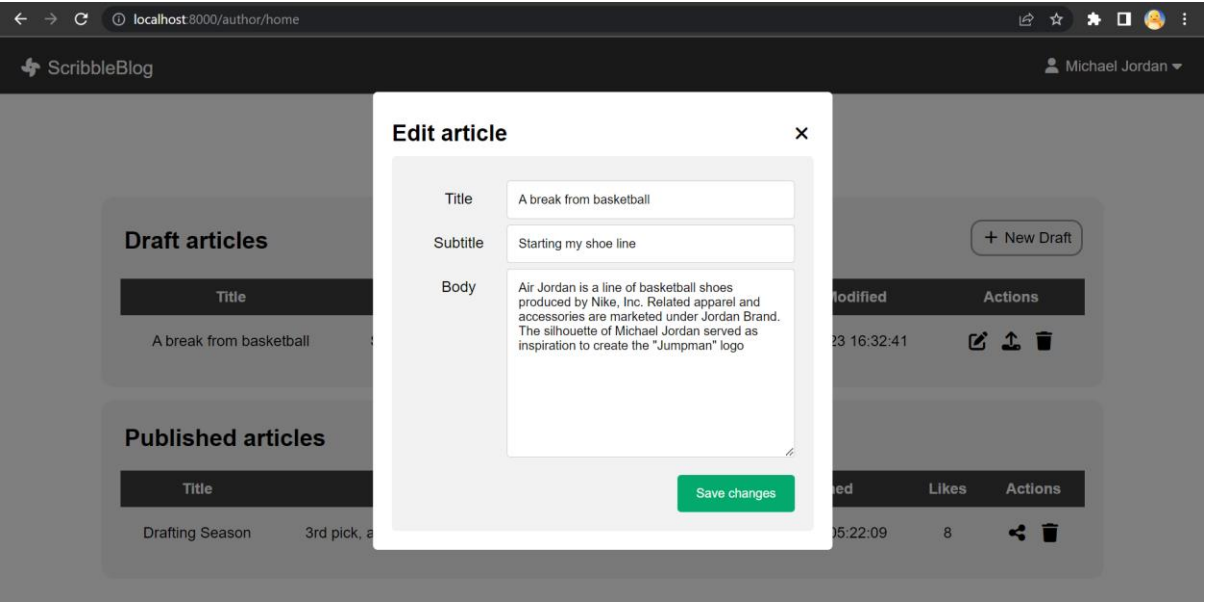 localhost:8000/author/home
ScribbleBlog
Michael Jordan
Edit article
Title
A break from basketball
Subtitle
Starting my shoe line
Body
Air Jordan is a line of basketball shoes
produced by Nike, Inc. Related apparel and
accessories are marketed under Jordan Brand.
The silhouette of Michael Jordan served as
inspiration to create the "Jumpman" logo
Save changes
Draft articles
+ New Draft
Title
Actions
A break from basketball
23 16:32:41
Published articles
Title
Likes Actions
Drafting Season 3rd pick, a
05:22:09 8